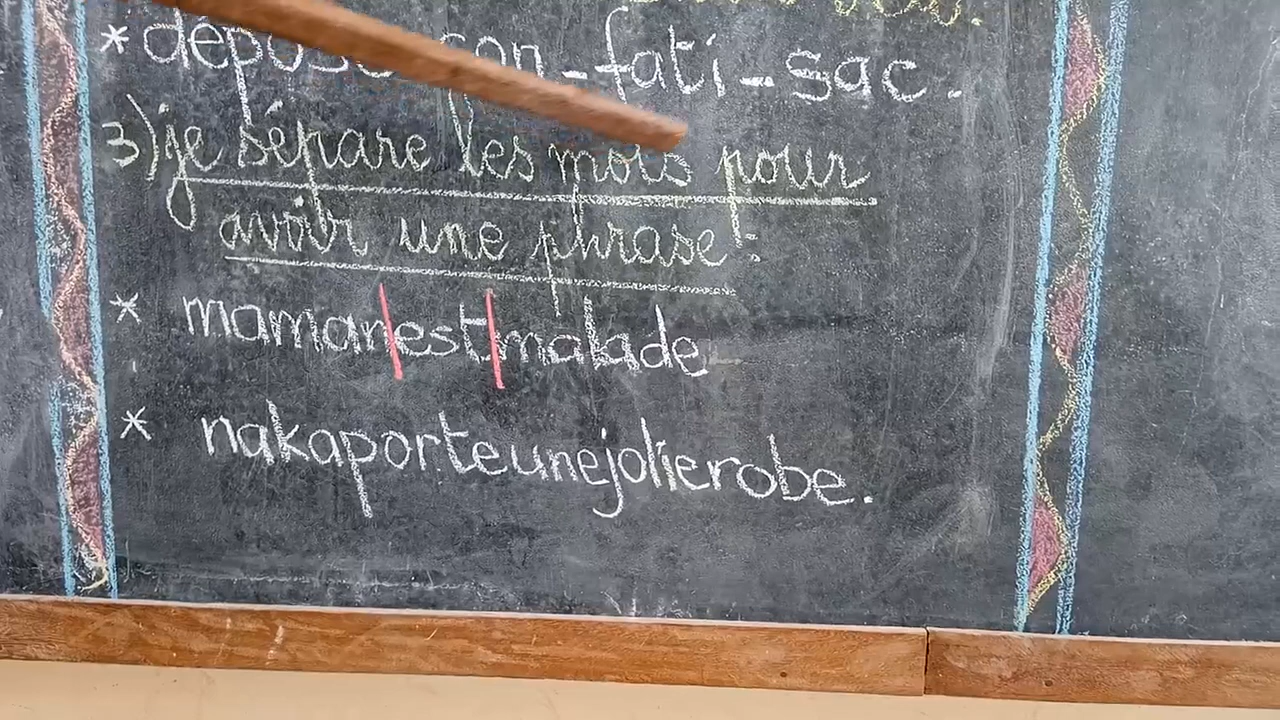 * dépose son - fati - sac.
3) je sépare les mots pour
avoir une phrase:
* maman|est|malade
* nakaporteunejolierobe.